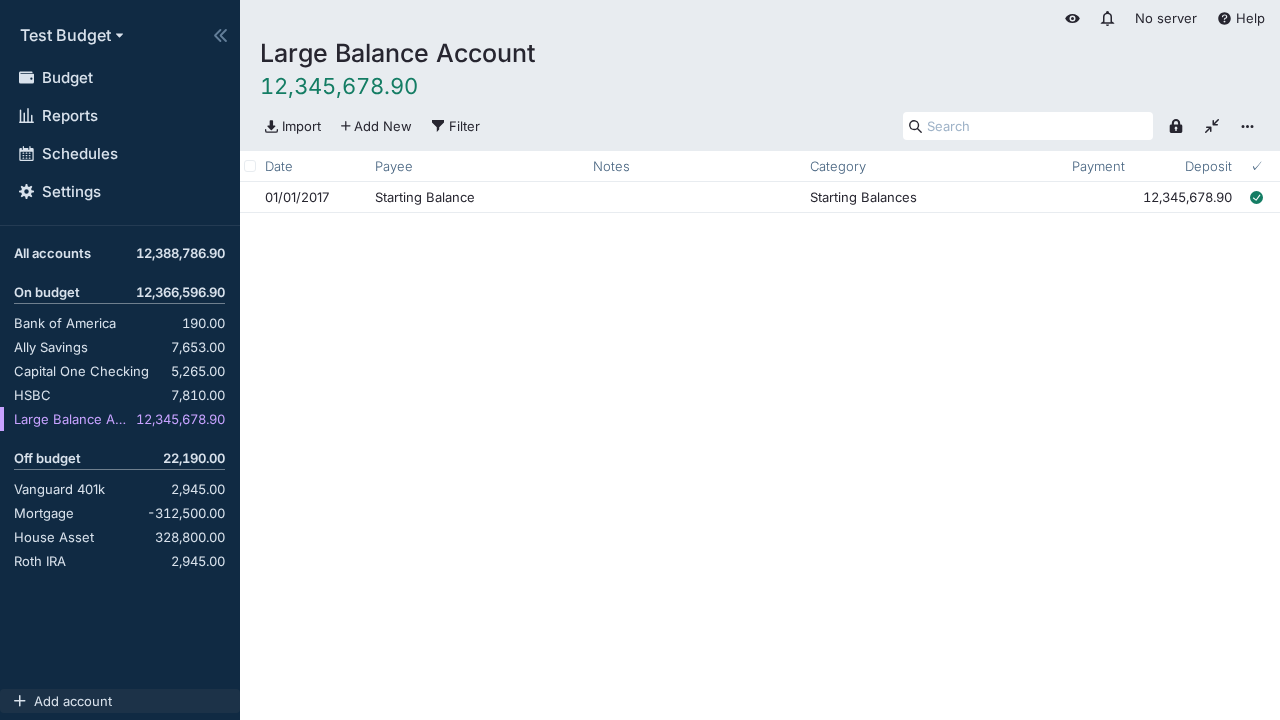 Test Budget
Budget
Reports
Schedules
Settings
All accounts 12,388,786.90
On budget 12,366,596.90
Bank of America 190.00
Ally Savings 7,653.00
Capital One Checking 5,265.00
HSBC 7,810.00
Large Balance A... 12,345,678.90
Off budget 22,190.00
Vanguard 401k 2,945.00
Mortgage -312,500.00
House Asset 328,800.00
Roth IRA 2,945.00
Add account
No server Help
Large Balance Account
12,345,678.90
Import Add New Filter Search
Date Payee Notes Category Payment Deposit ✓
01/01/2017 Starting Balance Starting Balances 12,345,678.90